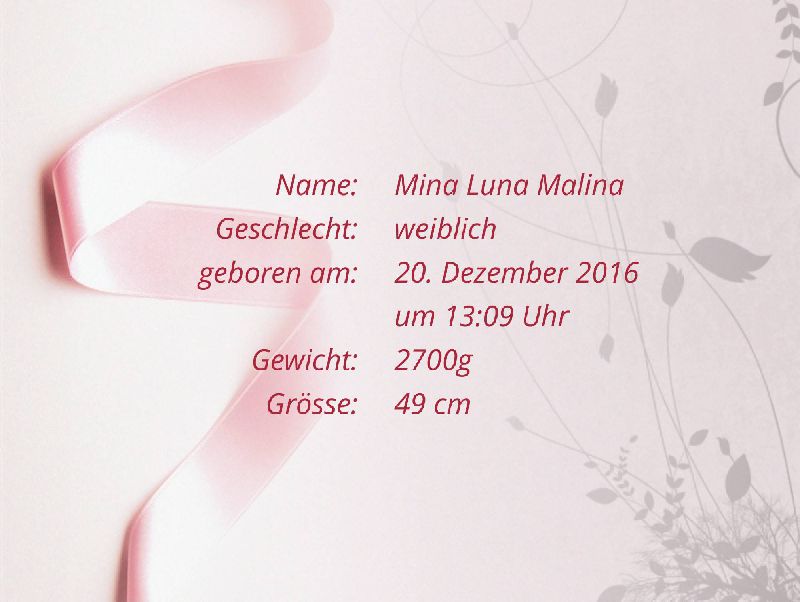 Name: Mina Luna Malina
Geschlecht: weiblich
geboren am: 20. Dezember 2016
um 13:09 Uhr
Gewicht: 2700g
Grösse: 49 cm